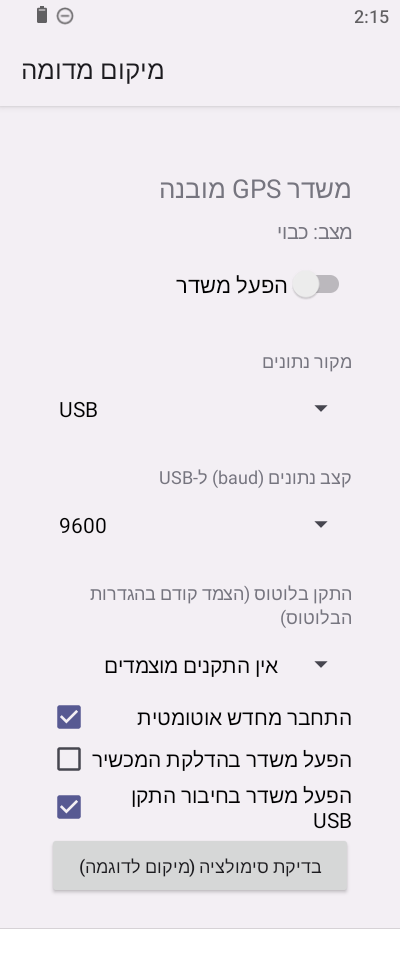 2:15
מיקום מדומה
משדר GPS מובנה
מצב: כבוי
הפעל משדר
מקור נתונים
USB
קצב נתונים (baud) ל-USB
9600
התקן בלוטוס (הצמד קודם בהגדרות
הבלוטוס)
אין התקנים מוצמדים
התחבר מחדש אוטומטית
הפעל משדר בהדלקת המכשיר
הפעל משדר בחיבור התקן
USB
בדיקת סימולציה (מיקום לדוגמה)